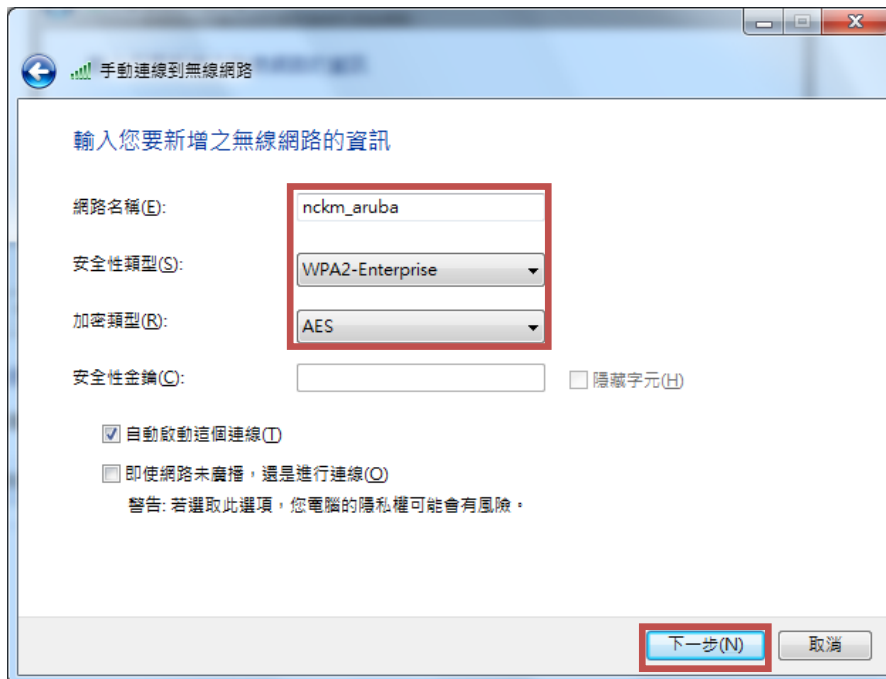 手動連線到無線網路
輸入您要新增之無線網路的資訊
網路名稱(E):
nckm_aruba
安全性類型(S):
WPA2-Enterprise
加密類型(R):
AES
安全性金鑰(C):
隱藏字元(H)
自動啟動這個連線(T)
即使網路未廣播，還是進行連線(O)
警告: 若選取此選項，您電腦的隱私權可能會有風險。
下一步(N)
取消